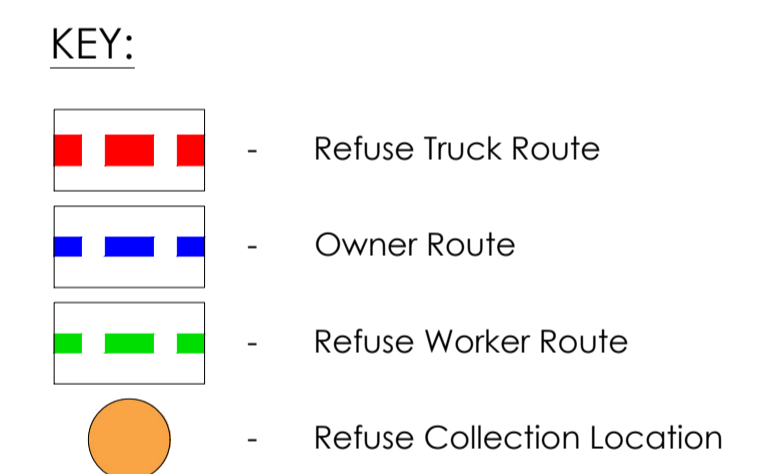 KEY:
- Refuse Truck Route
- Owner Route
- Refuse Worker Route
- Refuse Collection Location